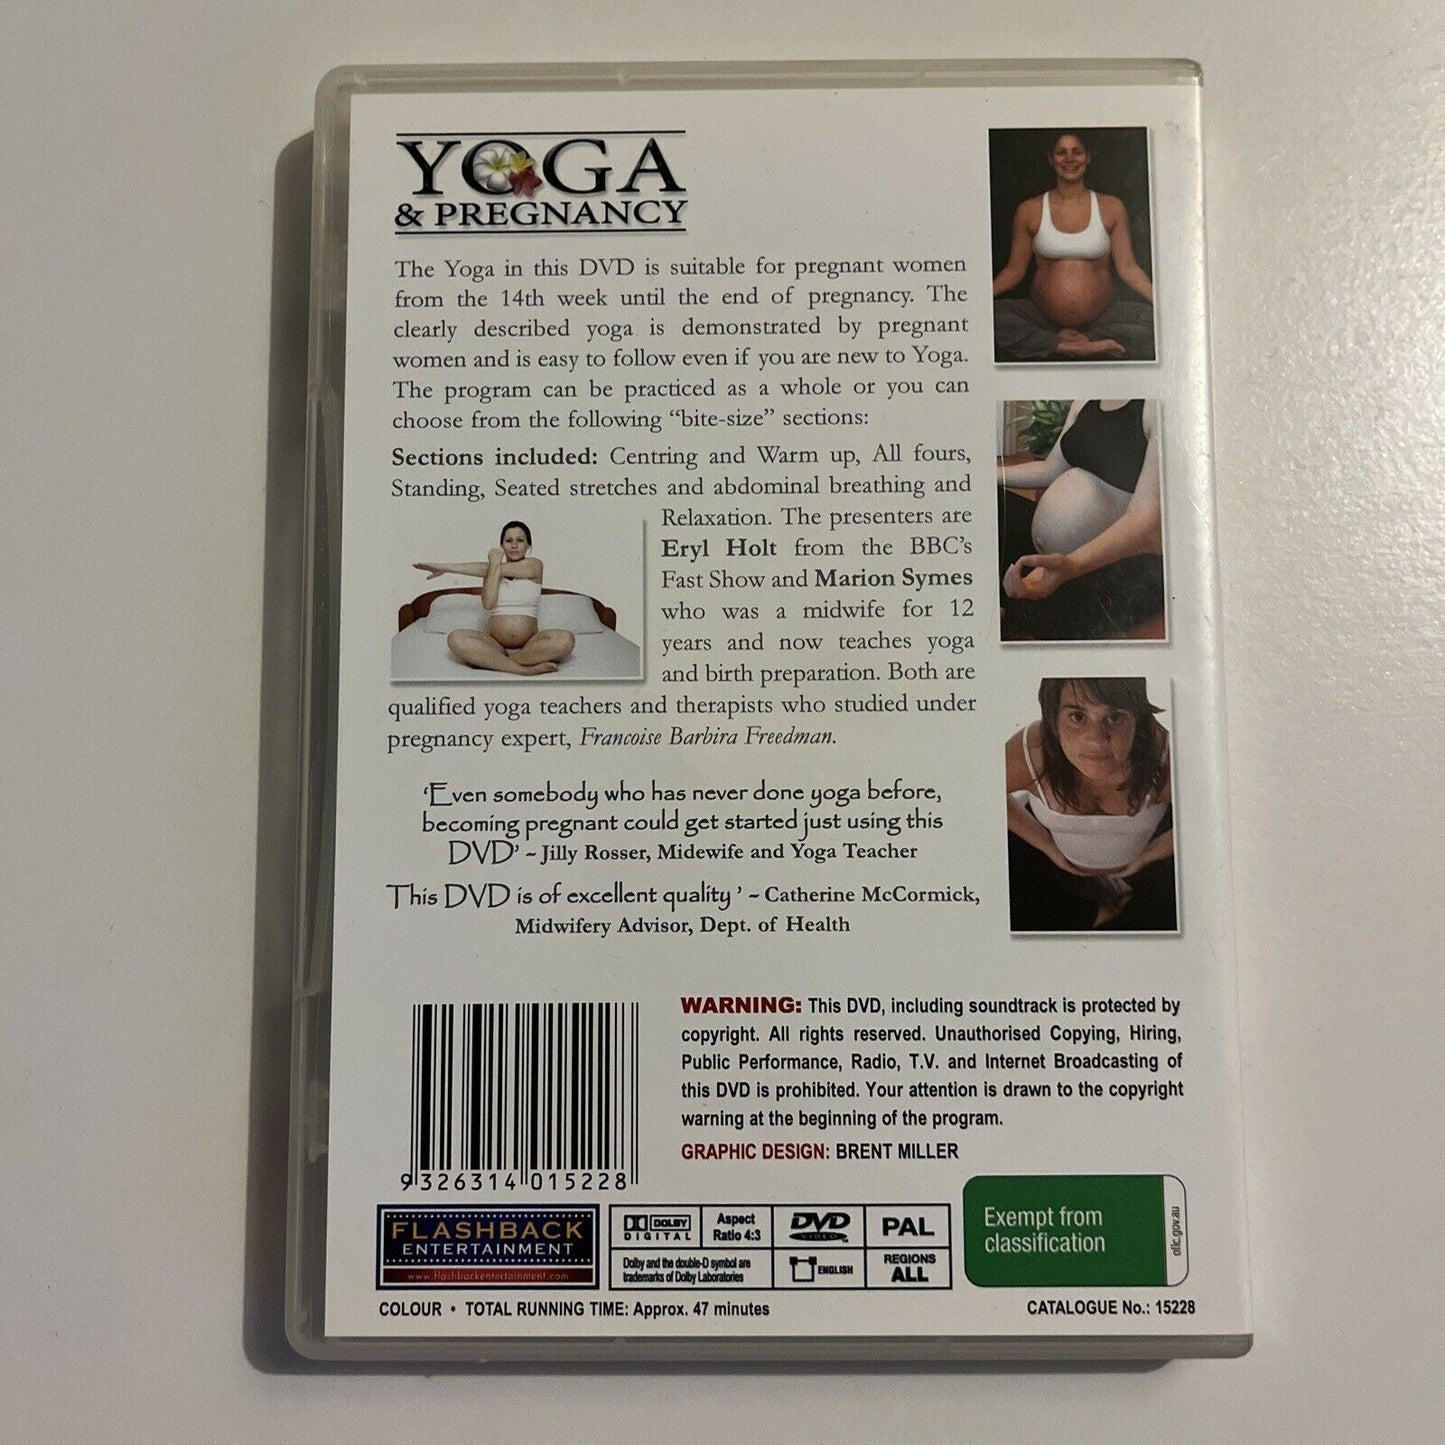 YOGA
& PREGNANCY
The Yoga in this DVD is suitable for pregnant women
from the 14th week until the end of pregnancy. The
clearly described yoga is demonstrated by pregnant
women and is easy to follow even if you are new to Yoga.
The program can be practiced as a whole or you can
choose from the following “bite-size” sections:
Sections included: Centring and Warm up, All fours,
Standing, Seated stretches and abdominal breathing and
Relaxation. The presenters are
Eryl Holt from the BBC's
Fast Show and Marion Symes
who was a midwife for 12
years and now teaches yoga
and birth preparation. Both are
qualified yoga teachers and therapists who studied under
pregnancy expert, Francoise Barbira Freedman.
‘Even somebody who has never done yoga before,
becoming pregnant could get started just using this
DVD’ ~ Jilly Rosser, Midewife and Yoga Teacher
This DVD is of excellent quality ’ ~ Catherine McCormick,
Midwifery Advisor, Dept. of Health
WARNING: This DVD, including soundtrack is protected by
copyright. All rights reserved. Unauthorised Copying, Hiring,
Public Performance, Radio, T.V. and Internet Broadcasting of
this DVD is prohibited. Your attention is drawn to the copyright
warning at the beginning of the program.
GRAPHIC DESIGN: BRENT MILLER
9 326314 015228
FLASHBACK
ENTERTAINMENT
www.flashbackentertainment.com
DOLBY
DIGITAL
Aspect
Ratio 4:3
Dolby and the double-D symbol are
trademarks of Dolby Laboratories
DVD
VIDEO
ENGLISH
PAL
REGIONS
ALL
Exempt from
classification
oflc.gov.au
COLOUR • TOTAL RUNNING TIME: Approx. 47 minutes
CATALOGUE No.: 15228